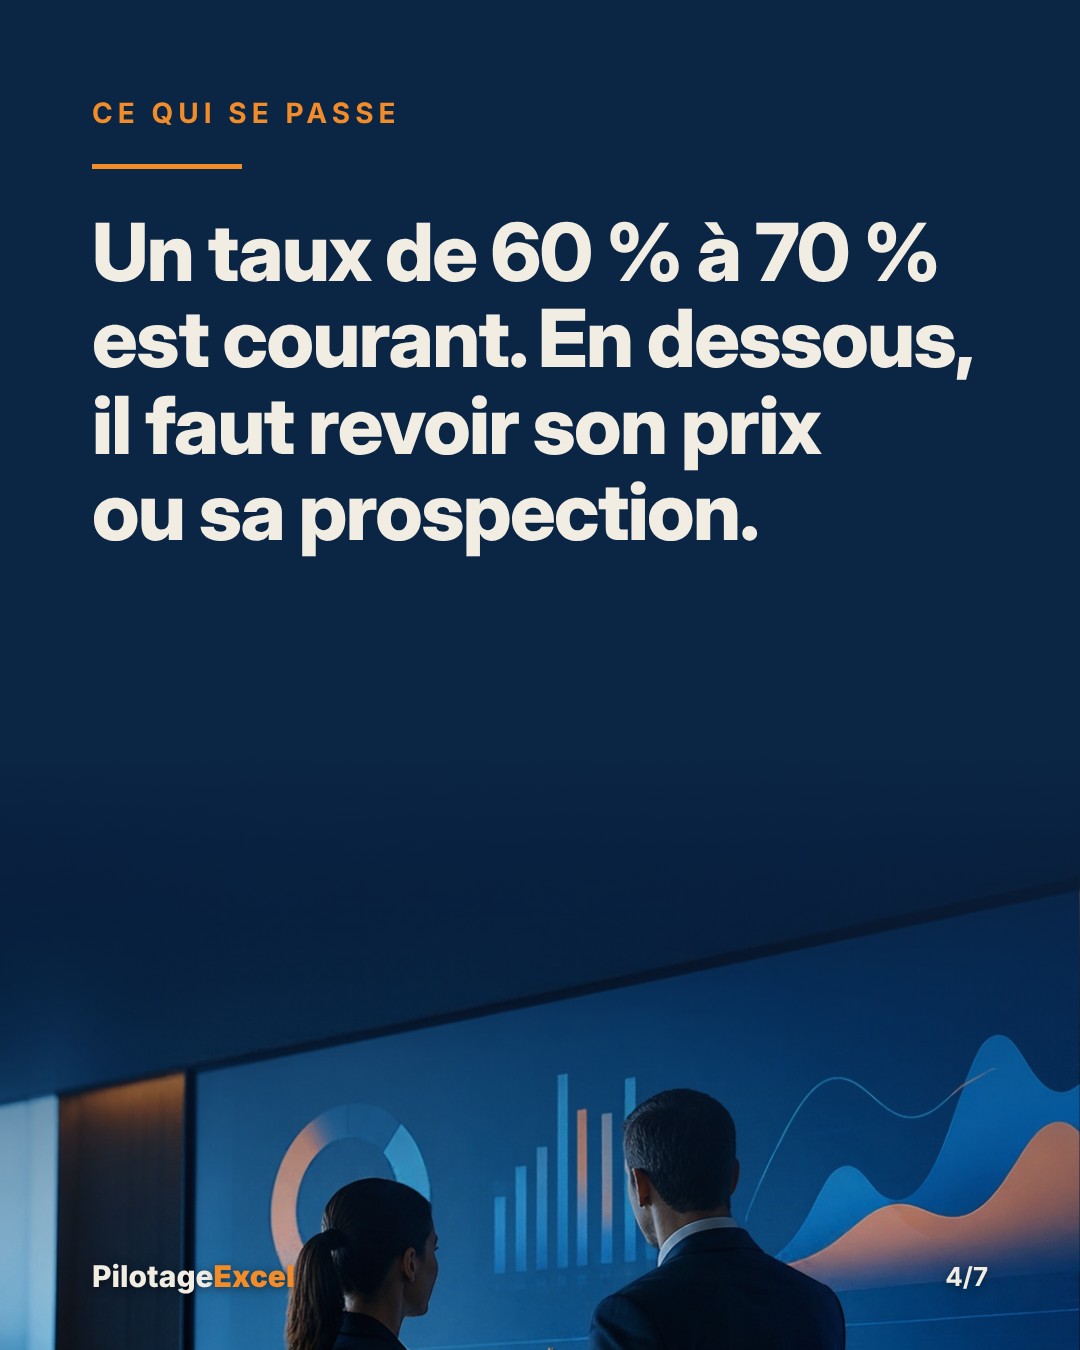 CE QUI SE PASSE
Un taux de 60 % à 70 %
est courant. En dessous,
il faut revoir son prix
ou sa prospection.
PilotageExcel
4/7